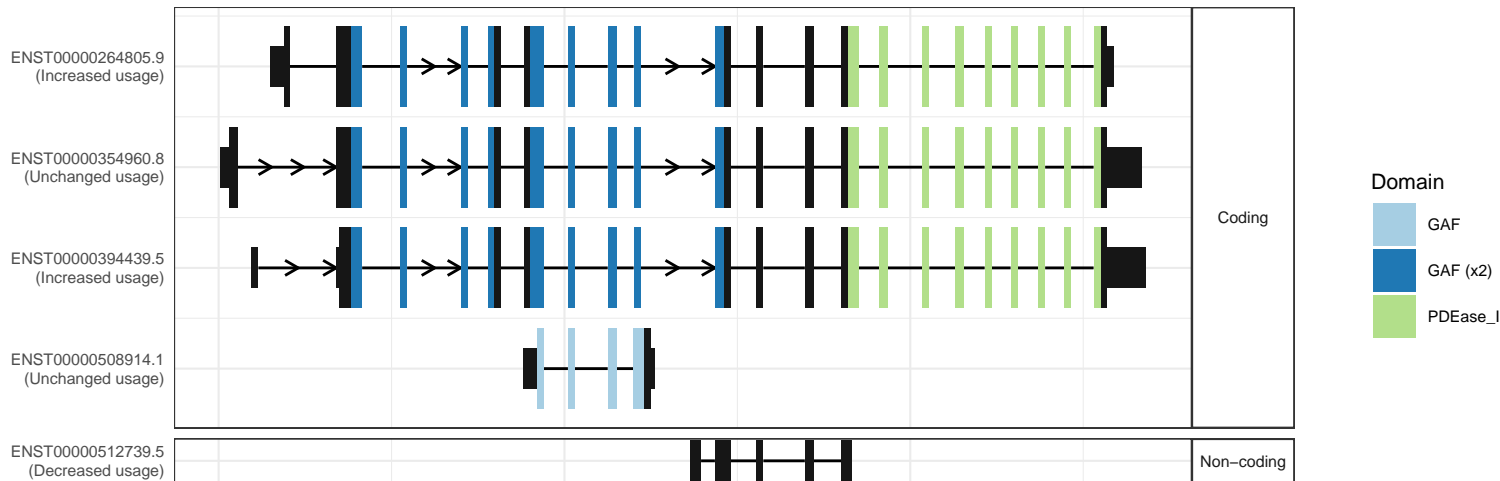 ENST00000264805.9
(Increased usage)
ENST00000354960.8
(Unchanged usage)
ENST00000394439.5
(Increased usage)
ENST00000508914.1
(Unchanged usage)
ENST00000512739.5
(Decreased usage)
Coding
Non−coding
Domain
GAF
GAF (x2)
PDEase_I